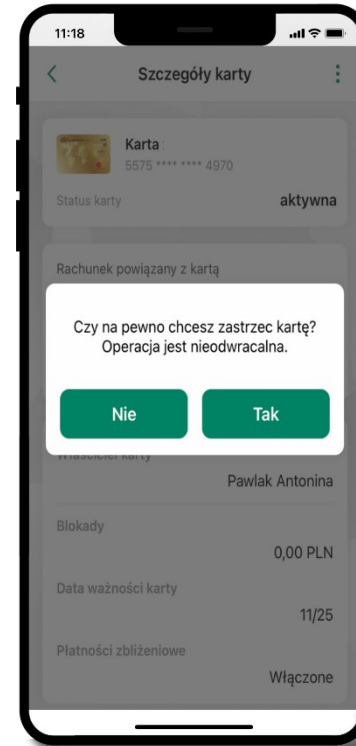 11:18
Szczegóły karty
Karta
5575 **** **** 4970
Status karty
aktywna
Rachunek powiązany z kartą
Czy na pewno chcesz zastrzec kartę?
Operacja jest nieodwracalna.
Nie
Tak
Właściciel karty
Pawlak Antonina
Blokady
0,00 PLN
Data ważności karty
11/25
Płatności zbliżeniowe
Włączone